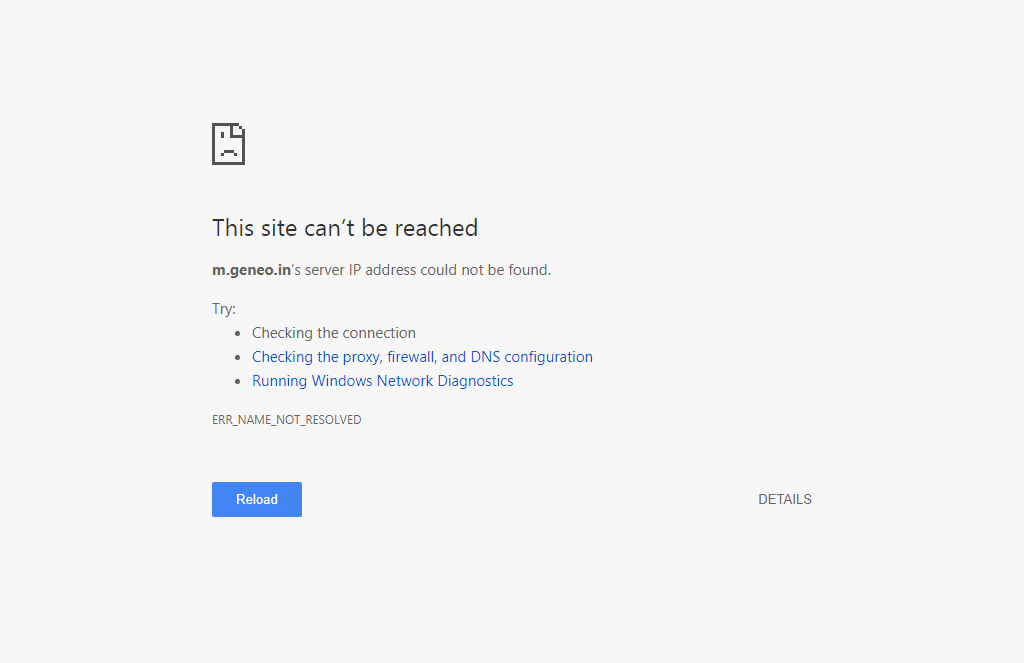 This site can’t be reached
m.geneo.in’s server IP address could not be found.
Try:
Checking the connection
Checking the proxy, firewall, and DNS configuration
Running Windows Network Diagnostics
ERR_NAME_NOT_RESOLVED
Reload
DETAILS